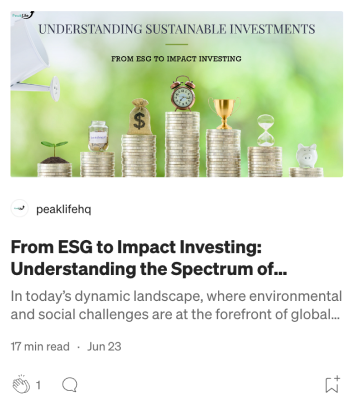 UNDERSTANDING SUSTAINABLE INVESTMENTS
FROM ESG TO IMPACT INVESTING
$
peaklifehq
From ESG to Impact Investing:
Understanding the Spectrum of...
In today’s dynamic landscape, where environmental
and social challenges are at the forefront of global...
17 min read · Jun 23
1